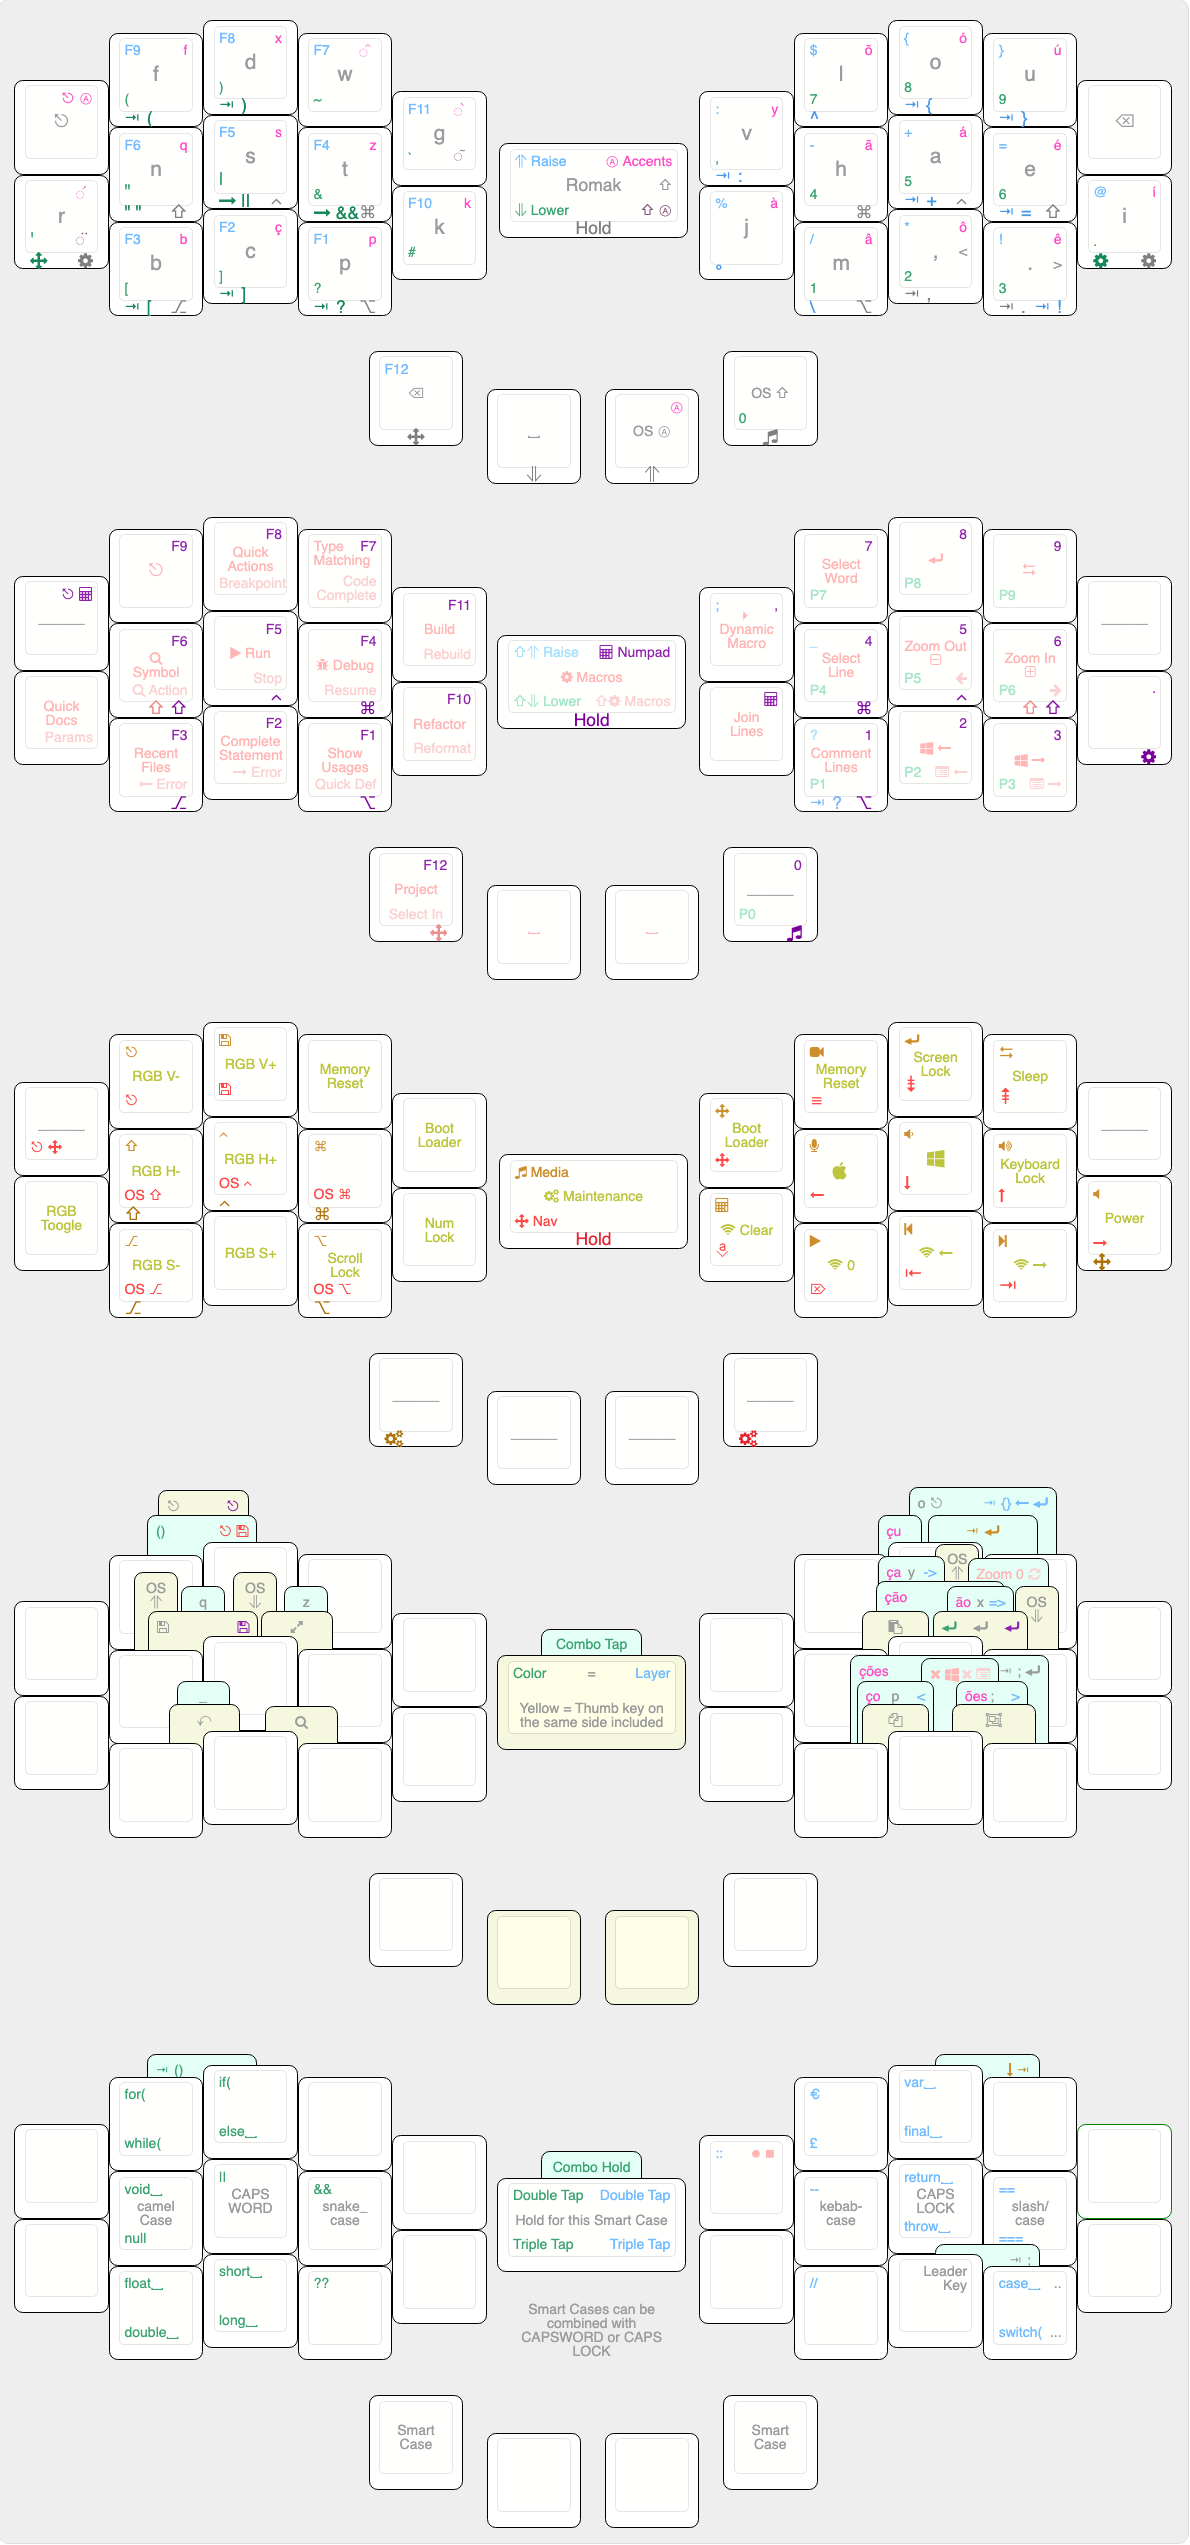 F9 f
f
(
⇥ (
F8 x
d
)
⇥ )
F7 ◌̂
w
~
F11 ◌̀
g
` ◌̃
$ õ
l
7
^
{ ó
o
8
⇥ {
} ú
u
9
⇥ }
: y
v
,
⇥ :
F6 q
n
"
" " ⇧
F5 s
s
|
→ || ^
F4 z
t
&
→ && ⌘
F10 k
k
#
⇑ Raise Ⓐ Accents
Romak ⇧
⇓ Lower ⇧ Ⓐ
Hold
% à
j
°
- ã
h
4
⌘
+ á
a
5
⇥ + ^
= é
e
6
⇥ = ⇧
◌́
r
' ◌̈
@ í
i
.
F3 b
b
[
⇥ [ ⌥
F2 ç
c
]
⇥ ]
F1 p
p
?
⇥ ? ⌥
/ â
m
1
\ ⌥
* ô
, <
2
⇥ ,
! ê
. >
3
⇥ . ⇥ !
F12
⌫
␣
⇓
Ⓐ
OS Ⓐ
⇑
OS ⇧
0
F9
F8
Quick
Actions
Breakpoint
Type F7
Matching
Code
Complete
F11
Build
Rebuild
7
Select
Word
P7
8
P8
9
P9
; ,
Dynamic
Macro
F6
Symbol
Action
F5
Run
Stop
^
F4
Debug
Resume
⌘
F10
Refactor
Reformat
⇧⇑ Raise Numpad
Macros
⇧⇓ Lower ⇧ Macros
Hold
Join
Lines
_ 4
Select
Line
P4
⌘
5
Zoom Out
P5 ←
^
6
Zoom In
P6 →
⇧ ⇧
.
Quick
Docs
Params
F3
Recent
Files
← Error
F2
Complete
Statement
→ Error
F1
Show
Usages
Quick Def
⌥
? 1
Comment
Lines
P1
⇥ ? ⌥
2
P2
3
P3
F12
Project
Select In
0
P0
RGB V-
RGB V+
Memory
Reset
Boot
Loader
Memory
Reset
Screen
Lock
Sleep
Boot
Loader
RGB H-
OS ⇧
⇧
^
RGB H+
OS ^
^
⌘
OS ⌘
⌘
Num
Lock
Media
Maintenance
Nav
Hold
Clear
a
Keyboard
Lock
Power
RGB
Toogle
RGB S-
OS ⌥
RGB S+
⌥
Scroll
Lock
OS ⌥
⌥
0
()
OS
⇑
q
OS
⇓
z
_
o
⇥ {} ← ↵
çu
⇥ ↵
ça y ->
OS
⇑
Zoom 0
ção
ão x =>
OS
⇓
ções
⇥ ; ↵
ço p <
ões ; >
Combo Tap
Color = Layer
Yellow = Thumb key on
the same side included
⇥ ()
for(
while(
if(
else␣
€
£
var␣
final␣
::
void␣
camel
Case
null
||
CAPS
WORD
&&
snake_
case
Combo Hold
Double Tap Double Tap
Hold for this Smart Case
Triple Tap Triple Tap
--
kebab-
case
return␣
CAPS
LOCK
throw␣
==
slash/
case
===
⇥ ;
float␣
double␣
short␣
long␣
??
//
Leader
Key
case␣ ..
switch( ...
Smart Cases can be
combined with
CAPSWORD or CAPS
LOCK
Smart
Case
Smart
Case